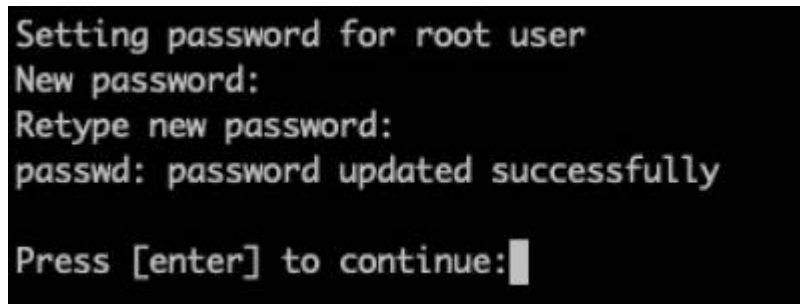 Setting password for root user
New password:
Retype new password:
passwd: password updated successfully
Press [enter] to continue: